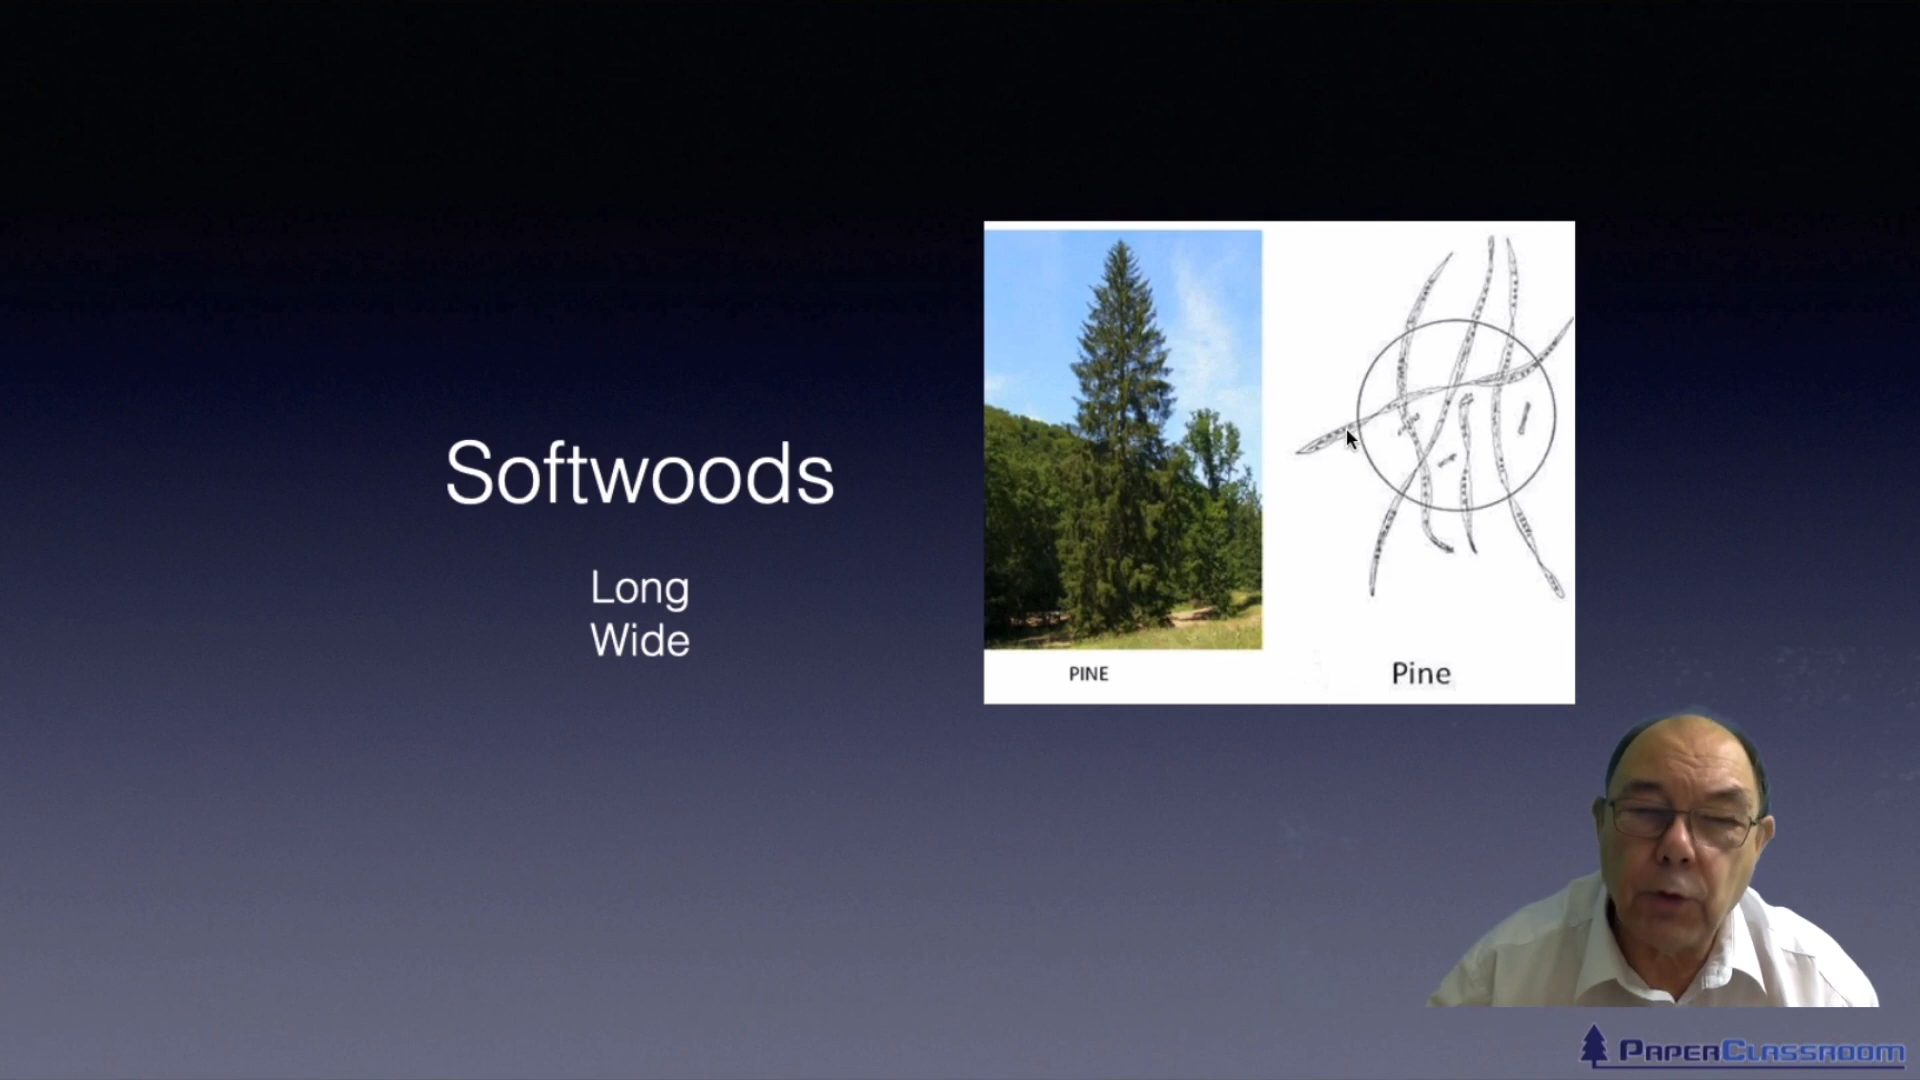 Softwoods
Long
Wide
PINE
Pine
PAPERCLASSROOM